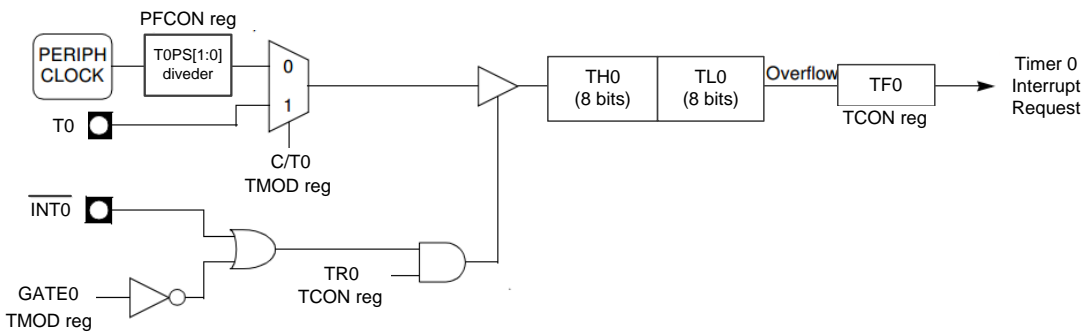 PFCON reg
PERIPH
CLOCK
T0PS[1:0]
diveder
0
1
T0
C/T0
TMOD reg
TH0
(8 bits)
TL0
(8 bits)
Overflow
TF0
TCON reg
Timer 0
Interrupt
Request
INT0
TR0
TCON reg
GATE0
TMOD reg